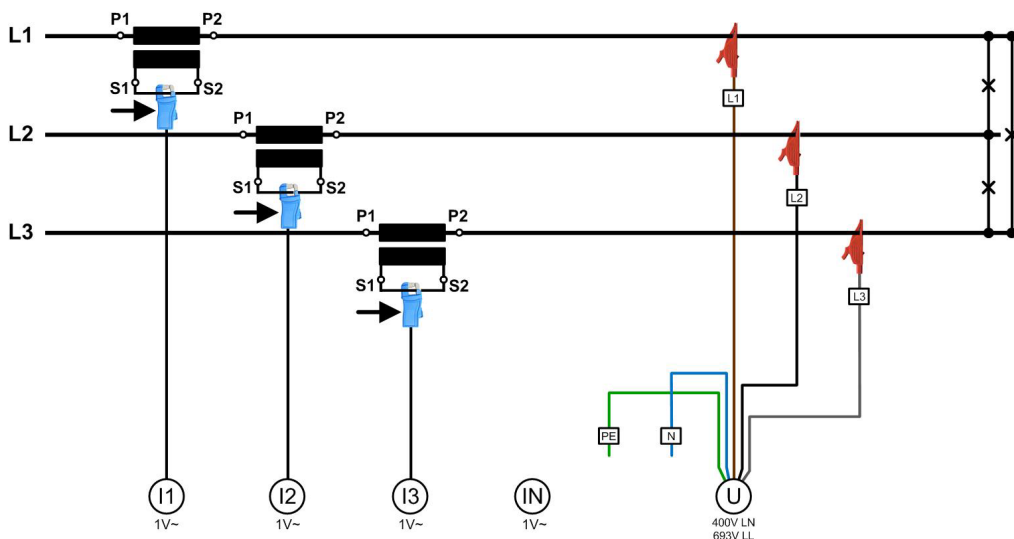 P1 P2
L1
S1 S2
L1
P1 P2
L2
S1 S2
L2
P1 P2
L3
S1 S2
L3
PE N
I1 I2 I3 IN U
1V~ 1V~ 1V~ 1V~ 400V LN
693V LL